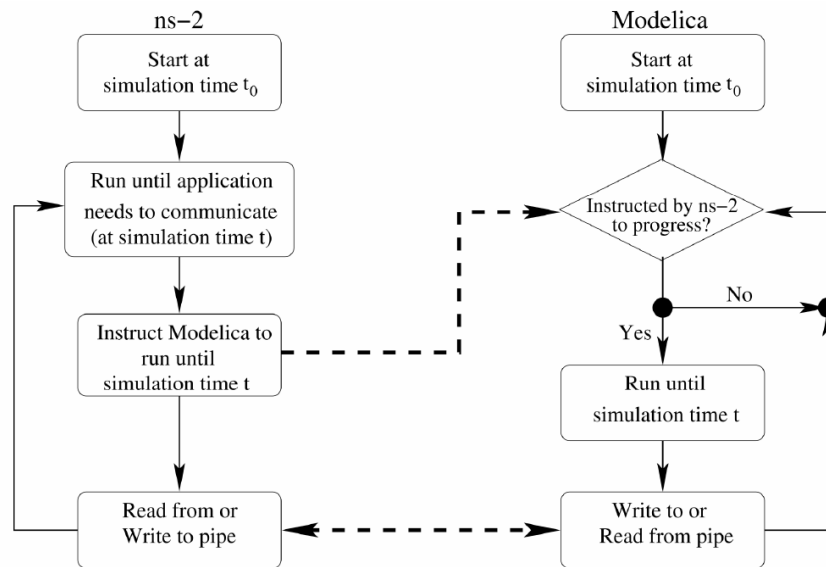 ns-2
Start at
simulation time t0
Run until application
needs to communicate
(at simulation time t)
Instruct Modelica to
run until
simulation time t
Read from or
Write to pipe
Modelica
Start at
simulation time t0
Instructed by ns-2
to progress?
No
Yes
Run until
simulation time t
Write to or
Read from pipe